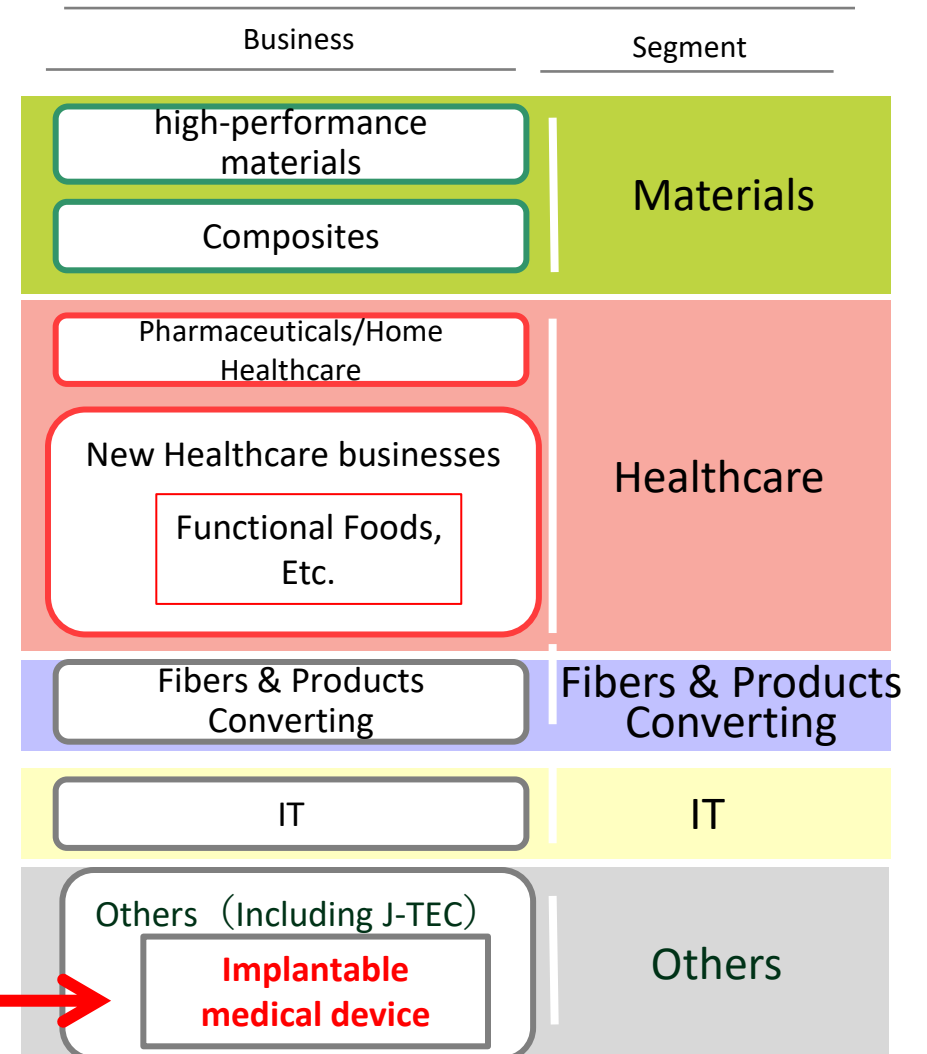 Business
Segment
high-performance
materials
Composites
Materials
Pharmaceuticals/Home
Healthcare
New Healthcare businesses
Functional Foods,
Etc.
Healthcare
Fibers & Products
Converting
Fibers & Products
Converting
IT
IT
Others（Including J-TEC）
Implantable
medical device
Others